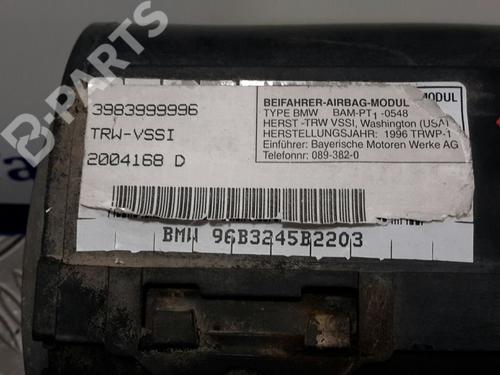 3983999996
TRW-VSSI
2004168 D
BEIFAHRER-AIRBAG-MODUL
TYPE BMW BAM-PT1-0548
HERST -TRW VSSI, Washington (USA)
HERSTELLUNGSJAHR: 1996 TRWP-1
Einführer: Bayerische Motoren Werke AG
Telefonnr: 089-382-0
MODUL
BMW 96B3245B2203